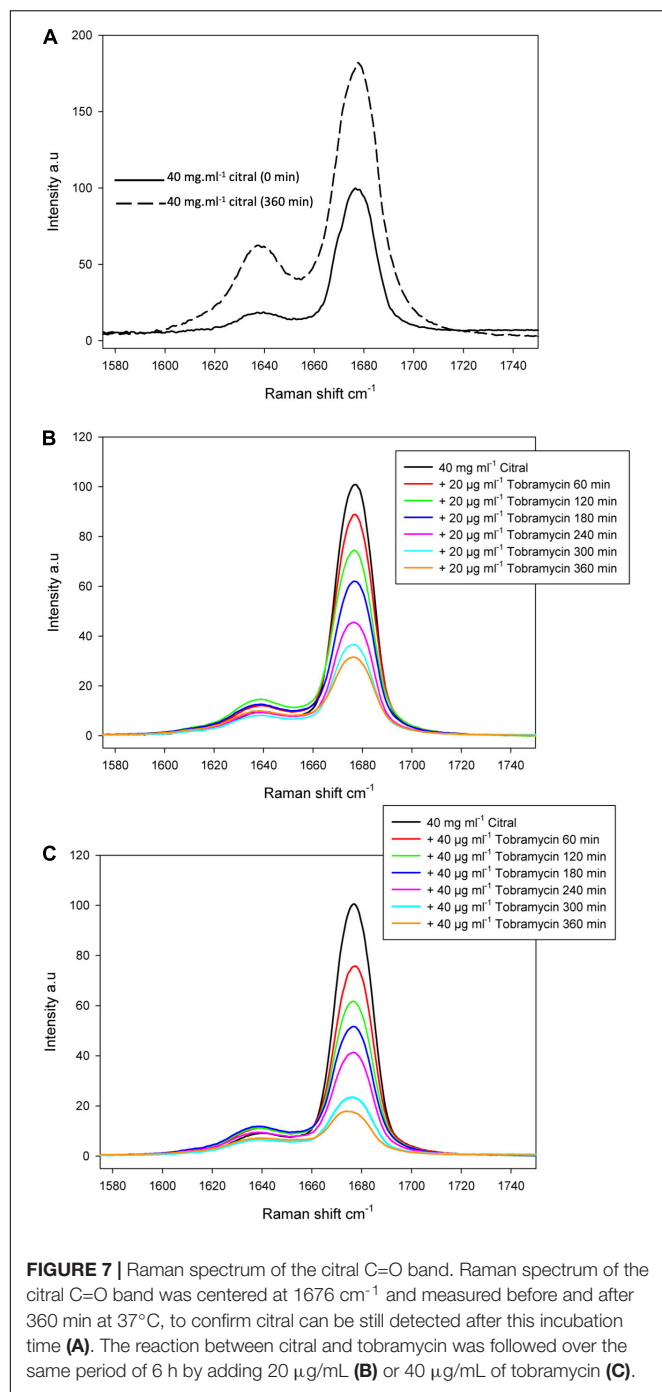 A
200
150
100
50
0
Intensity a.u
40 mg.ml⁻¹ citral (0 min)
40 mg.ml⁻¹ citral (360 min)
1580 1600 1620 1640 1660 1680 1700 1720 1740
Raman shift cm⁻¹
B
120
100
80
60
40
20
0
Intensity a.u
40 mg ml⁻¹ Citral
+ 20 µg ml⁻¹ Tobramycin 60 min
+ 20 µg ml⁻¹ Tobramycin 120 min
+ 20 µg ml⁻¹ Tobramycin 180 min
+ 20 µg ml⁻¹ Tobramycin 240 min
+ 20 µg ml⁻¹ Tobramycin 300 min
+ 20 µg ml⁻¹ Tobramycin 360 min
1580 1600 1620 1640 1660 1680 1700 1720 1740
Raman shift cm⁻¹
C
120
100
80
60
40
20
0
Intensity a.u
40 mg ml⁻¹ Citral
+ 40 µg ml⁻¹ Tobramycin 60 min
+ 40 µg ml⁻¹ Tobramycin 120 min
+ 40 µg ml⁻¹ Tobramycin 180 min
+ 40 µg ml⁻¹ Tobramycin 240 min
+ 40 µg ml⁻¹ Tobramycin 300 min
+ 40 µg ml⁻¹ Tobramycin 360 min
1580 1600 1620 1640 1660 1680 1700 1720 1740
Raman shift cm⁻¹
FIGURE 7 | Raman spectrum of the citral C=O band. Raman spectrum of the
citral C=O band was centered at 1676 cm⁻¹ and measured before and after
360 min at 37°C, to confirm citral can be still detected after this incubation
time (A). The reaction between citral and tobramycin was followed over the
same period of 6 h by adding 20 µg/mL (B) or 40 µg/mL of tobramycin (C).